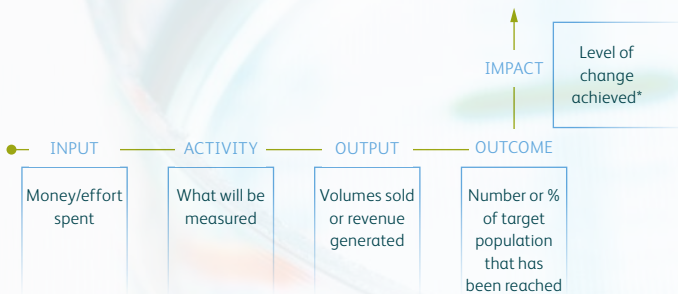 IMPACT
Level of
change
achieved*
INPUT
ACTIVITY
OUTPUT
OUTCOME
Money/effort
spent
What will be
measured
Volumes sold
or revenue
generated
Number or %
of target
population
that has
been reached